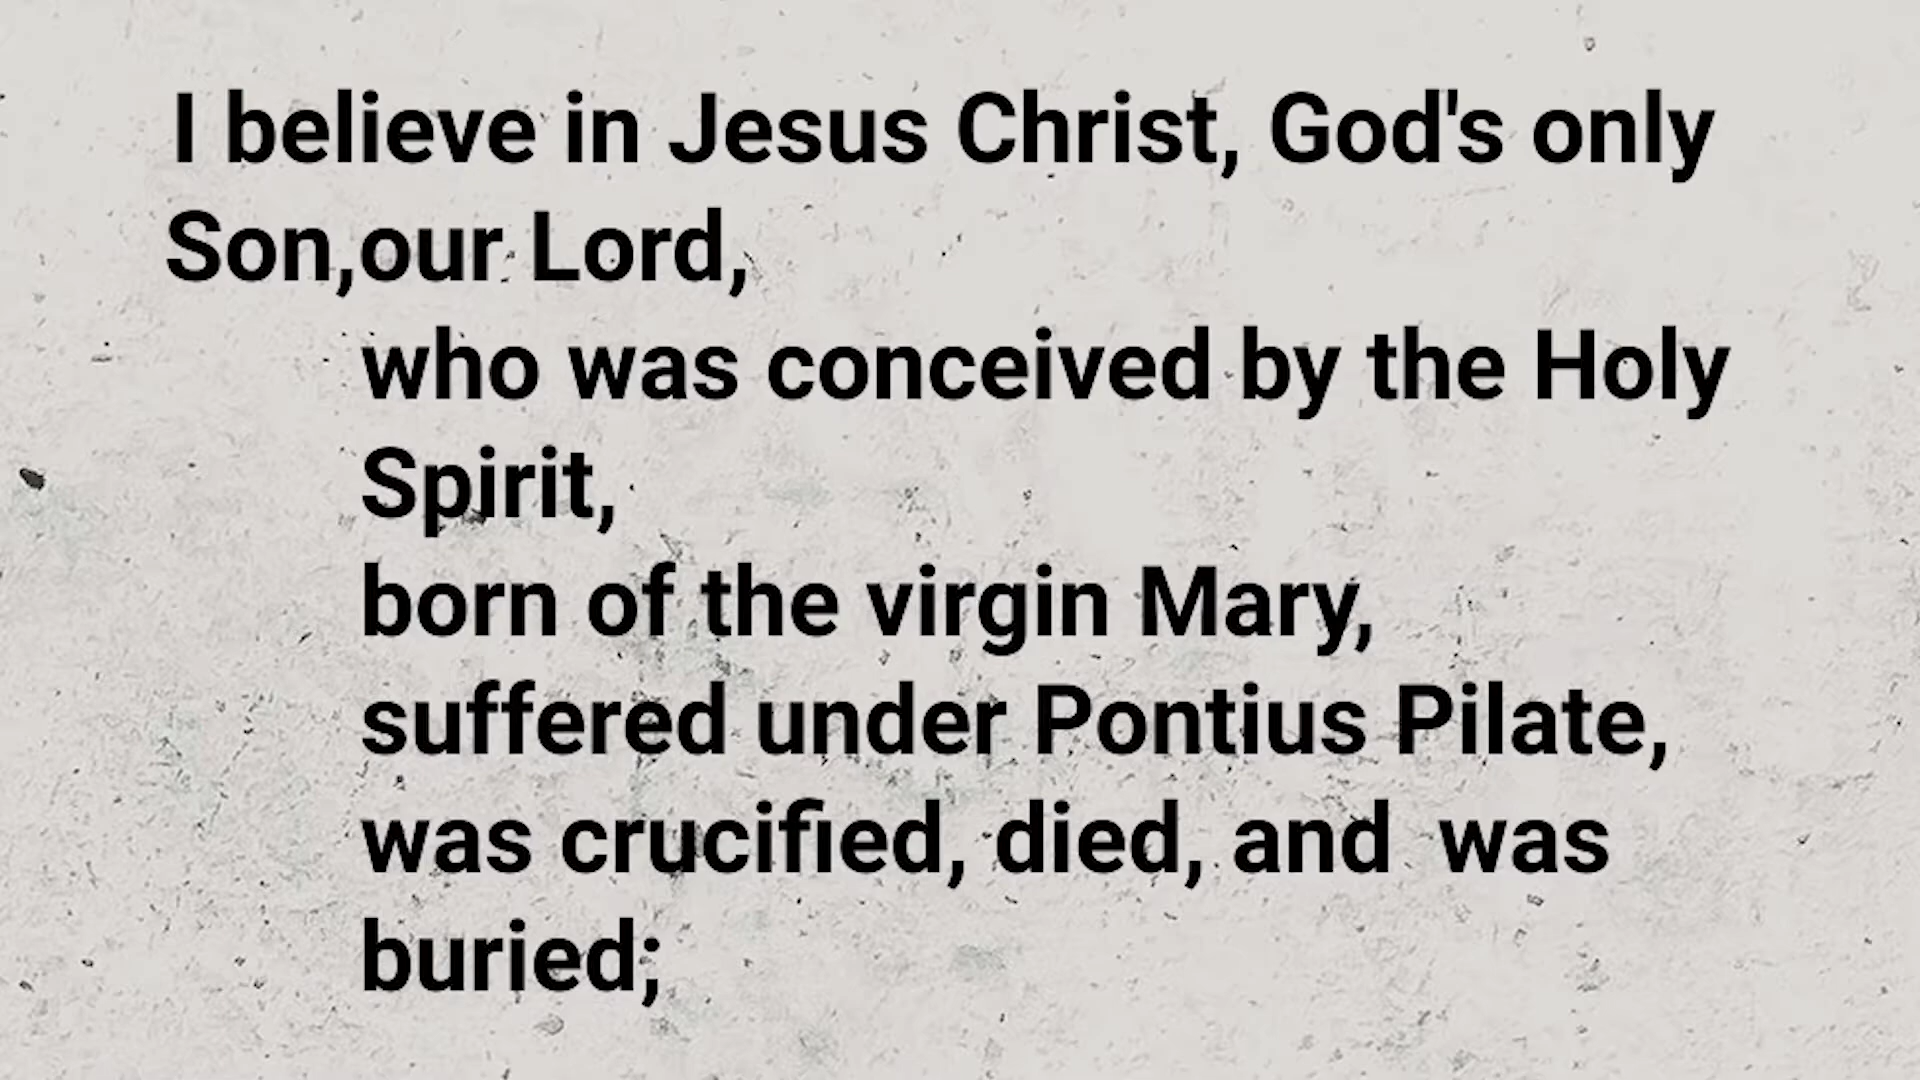 I believe in Jesus Christ, God's only
Son,our Lord,
who was conceived by the Holy
Spirit,
born of the virgin Mary,
suffered under Pontius Pilate,
was crucified, died, and  was
buried;